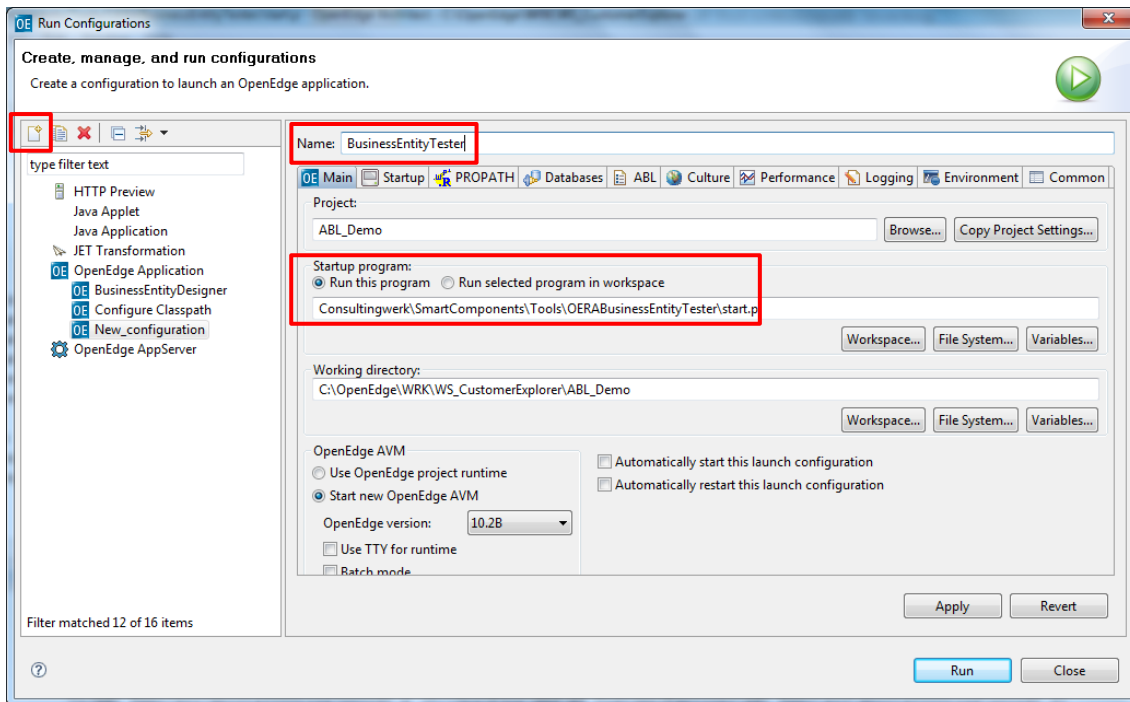 OE Run Configurations
Create, manage, and run configurations
Create a configuration to launch an OpenEdge application.
type filter text
HTTP Preview
Java Applet
Java Application
JET Transformation
OE OpenEdge Application
OE BusinessEntityDesigner
OE Configure Classpath
OE New_configuration
OpenEdge AppServer
Filter matched 12 of 16 items
Name: BusinessEntityTester
OE Main Startup PROPATH Databases ABL Culture Performance Logging Environment Common
Project:
ABL_Demo Browse... Copy Project Settings...
Startup program:
Run this program Run selected program in workspace
Consultingwerk\SmartComponents\Tools\OERABusinessEntityTester\start.p
Workspace... File System... Variables...
Working directory:
C:\OpenEdge\WRK\WS_CustomerExplorer\ABL_Demo
Workspace... File System... Variables...
OpenEdge AVM
Use OpenEdge project runtime
Start new OpenEdge AVM
OpenEdge version: 10.2B
Use TTY for runtime
Batch mode
Automatically start this launch configuration
Automatically restart this launch configuration
Apply Revert
Run Close